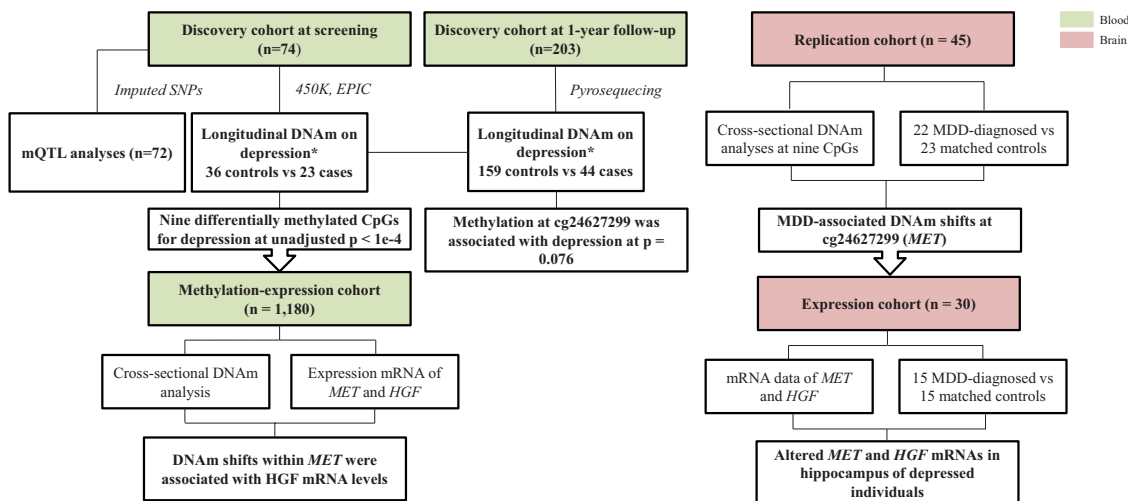 Discovery cohort at screening
(n=74)
Discovery cohort at 1-year follow-up
(n=203)
Replication cohort (n = 45)
Blood
Brain
Imputed SNPs
450K, EPIC
Pyrosequecing
mQTL analyses (n=72)
Longitudinal DNAm on
depression*
36 controls vs 23 cases
Longitudinal DNAm on
depression*
159 controls vs 44 cases
Cross-sectional DNAm
analyses at nine CpGs
22 MDD-diagnosed vs
23 matched controls
Nine differentially methylated CpGs
for depression at unadjusted p < 1e-4
Methylation at cg24627299 was
associated with depression at p =
0.076
MDD-associated DNAm shifts at
cg24627299 (MET)
Methylation-expression cohort
(n = 1,180)
Expression cohort (n = 30)
Cross-sectional DNAm
analysis
Expression mRNA of
MET and HGF
mRNA data of MET
and HGF
15 MDD-diagnosed vs
15 matched controls
DNAm shifts within MET were
associated with HGF mRNA levels
Altered MET and HGF mRNAs in
hippocampus of depressed
individuals